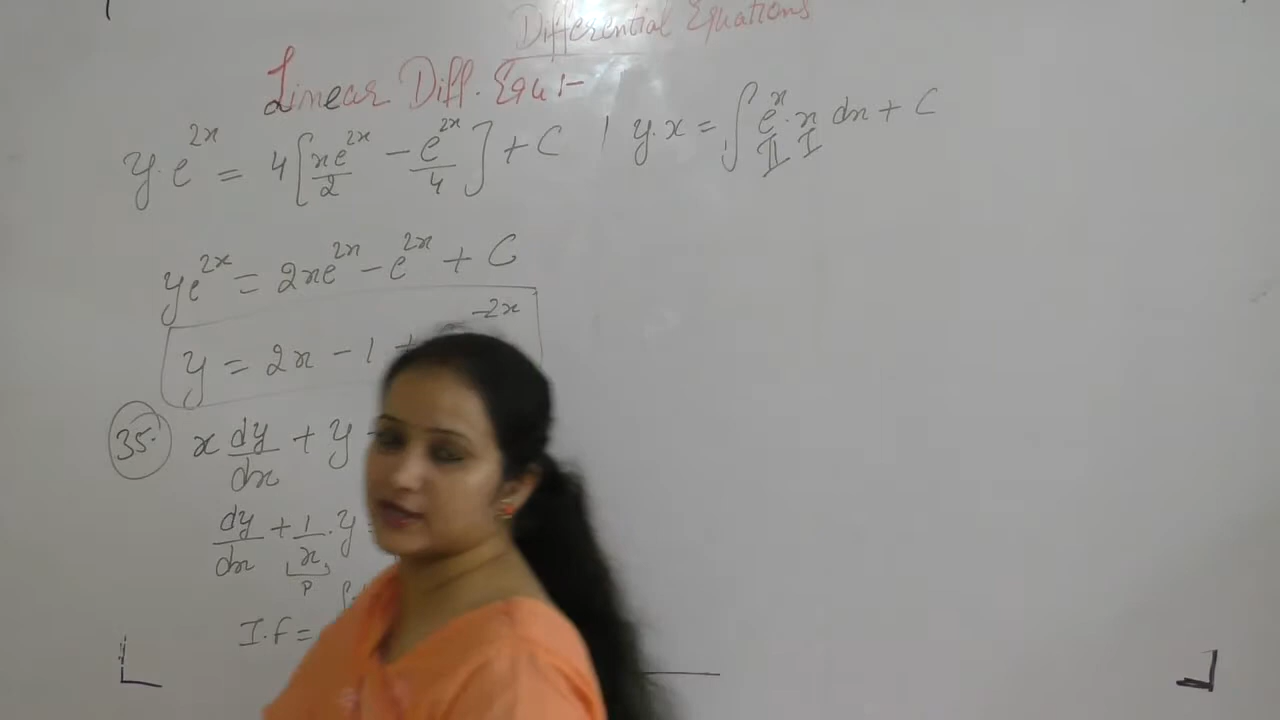 Differential Equations
Linear Diff. Equ :-
y.e^{2x} = 4[xe^{2x}/2 - e^{2x}/4] + C
ye^{2x} = 2xe^{2x} - e^{2x} + C
y = 2x - 1 + -2x
35. x dy/dx + y
dy/dx + 1/x . y =
P
I.F =
y.x = ∫ e^x . x dx + C
II I